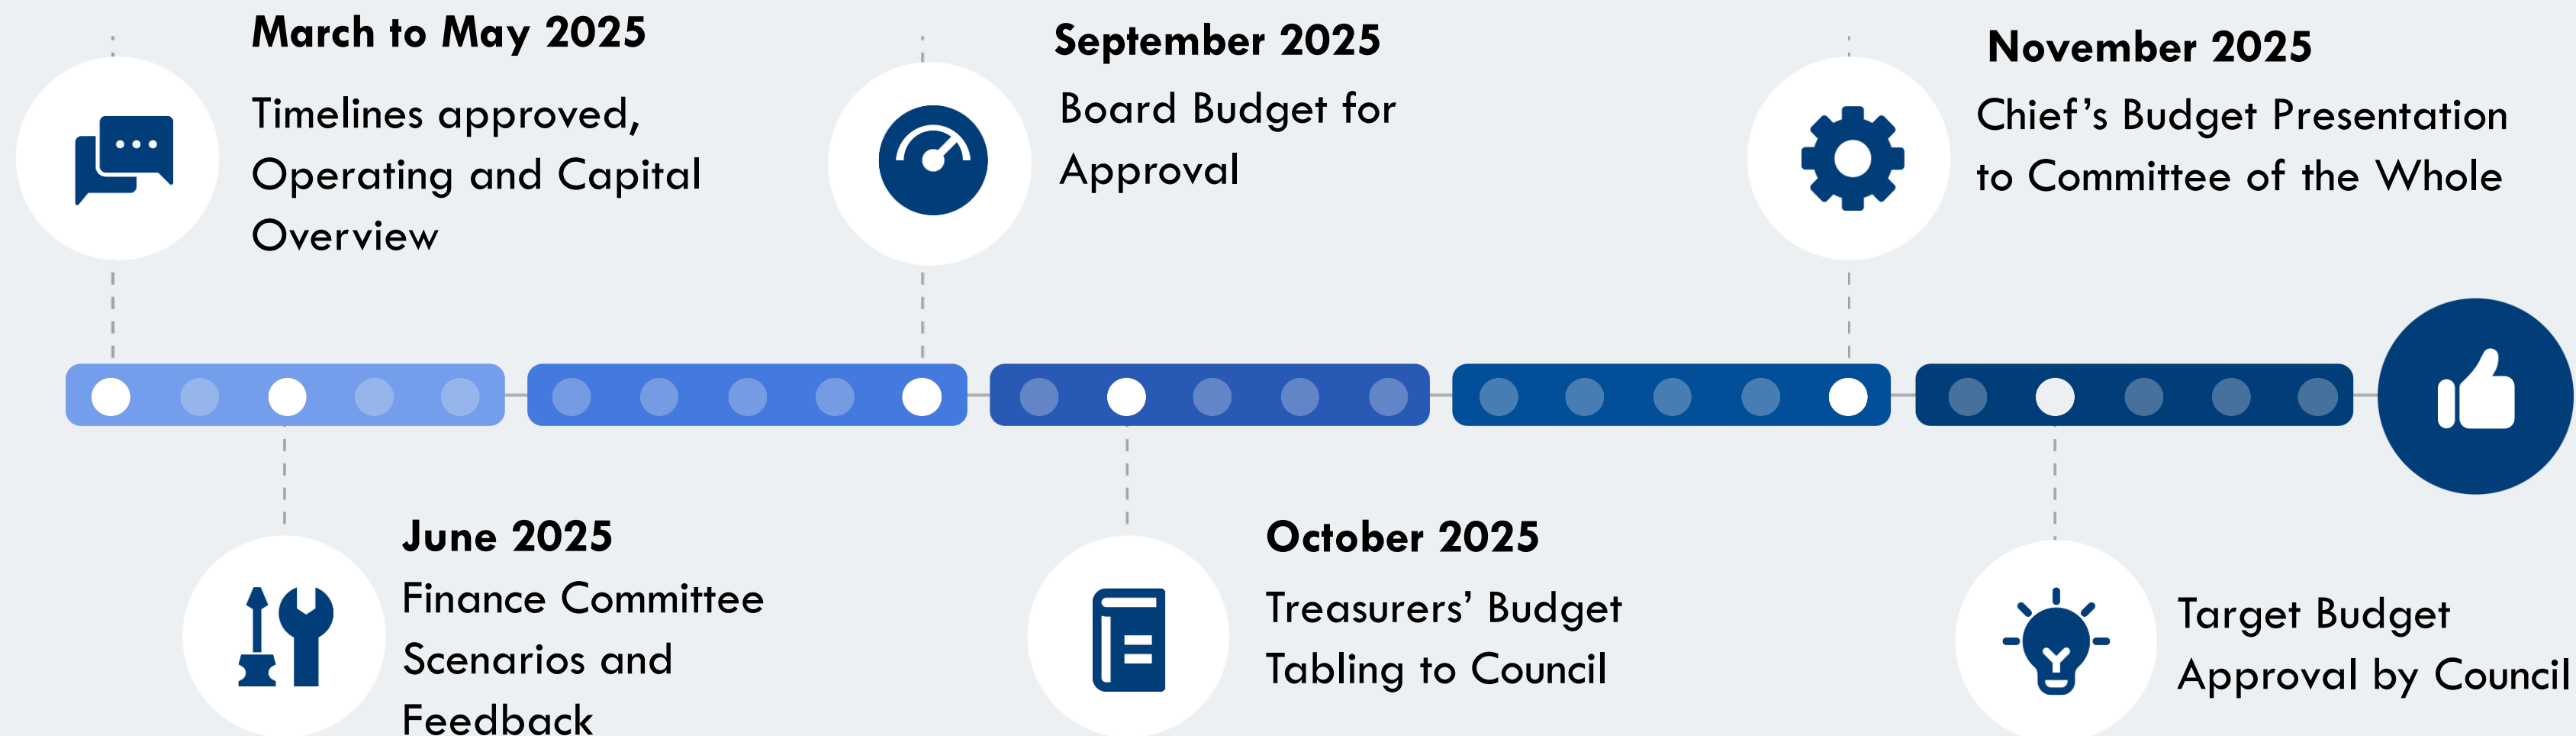 March to May 2025
Timelines approved,
Operating and Capital
Overview
September 2025
Board Budget for
Approval
November 2025
Chief's Budget Presentation
to Committee of the Whole
June 2025
Finance Committee
Scenarios and
Feedback
October 2025
Treasurers' Budget
Tabling to Council
Target Budget
Approval by Council